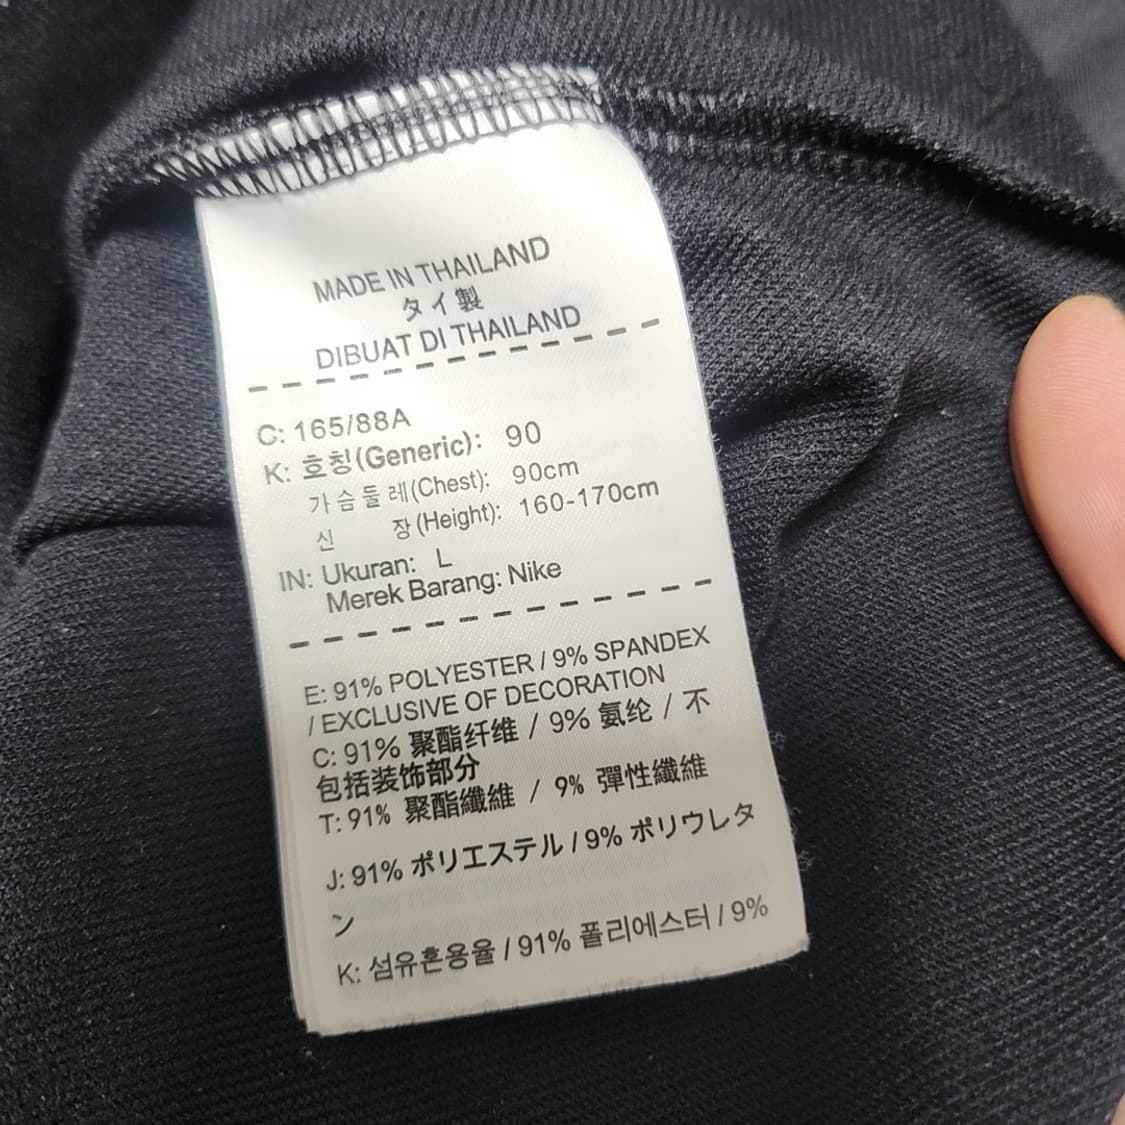 MADE IN THAILAND
タイ製
DIBUAT DI THAILAND
C: 165/88A
K: 호칭(Generic): 90
가슴둘레(Chest): 90cm
신 장(Height): 160-170cm
IN: Ukuran: L
Merek Barang: Nike
E: 91% POLYESTER / 9% SPANDEX
/ EXCLUSIVE OF DECORATION
C: 91% 聚酯纤维 / 9% 氨纶 / 不
包括装饰部分
T: 91% 聚酯纖維 / 9% 彈性纖維
J: 91% ポリエステル / 9% ポリウレタ
ン
K: 섬유혼용율 / 91% 폴리에스터 / 9%